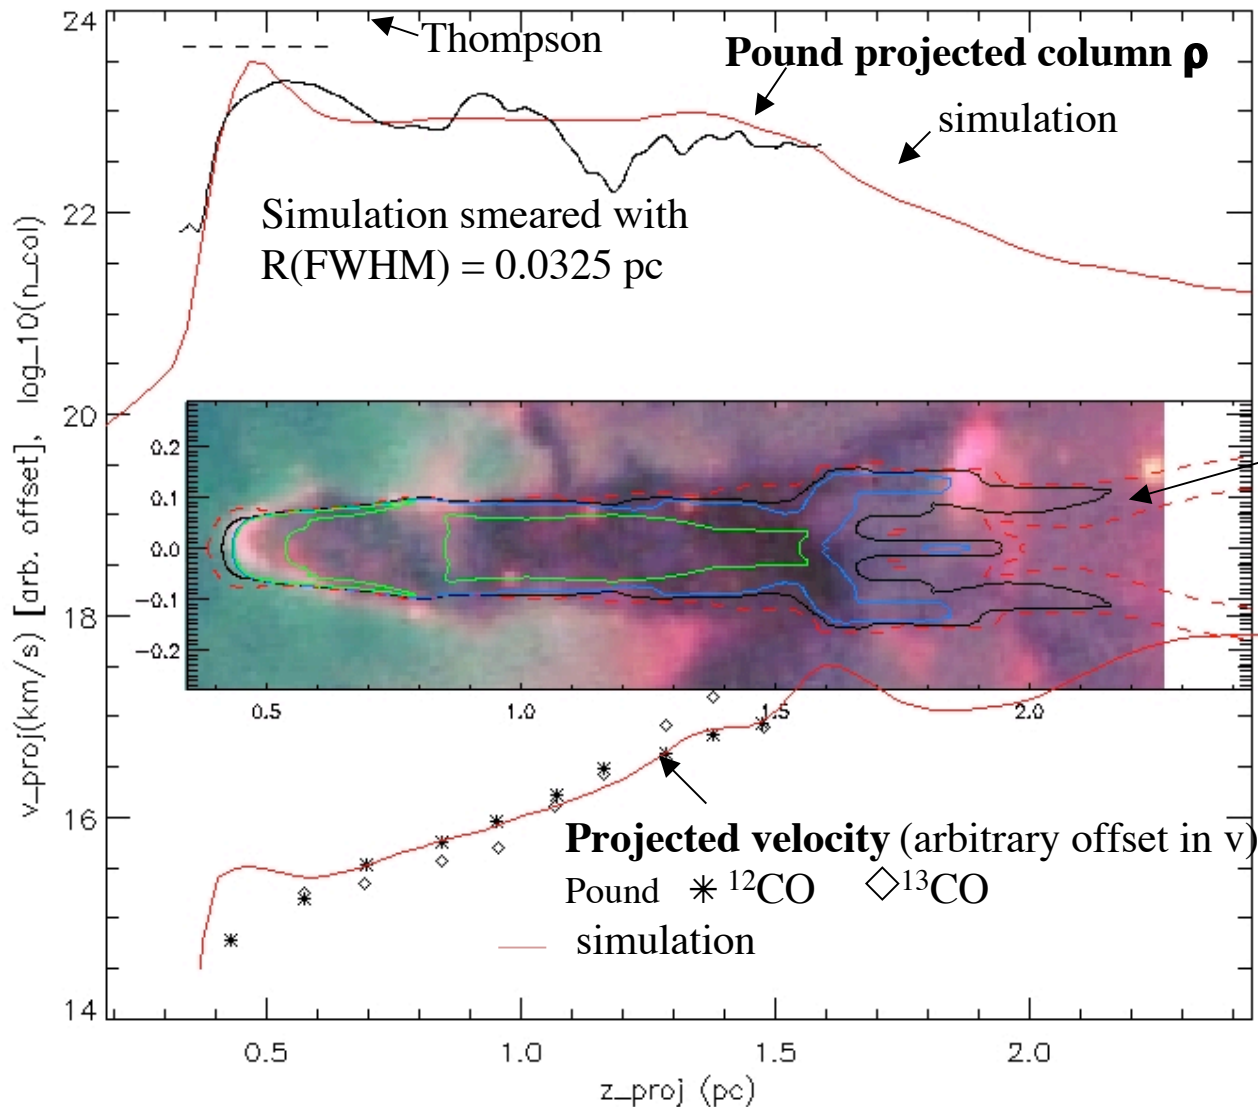 24
Thompson
Pound projected column ρ
simulation
22
Simulation smeared with
R(FWHM) = 0.0325 pc
20
0.2
0.1
0.0
-0.1
-0.2
18
0.5 1.0 1.5 2.0
16
Projected velocity (arbitrary offset in v)
Pound ✳ 12CO ◇13CO
simulation
14
0.5 1.0 1.5 2.0
z_proj (pc)
v_proj(km/s) [arb. offset], log_10(n_col)